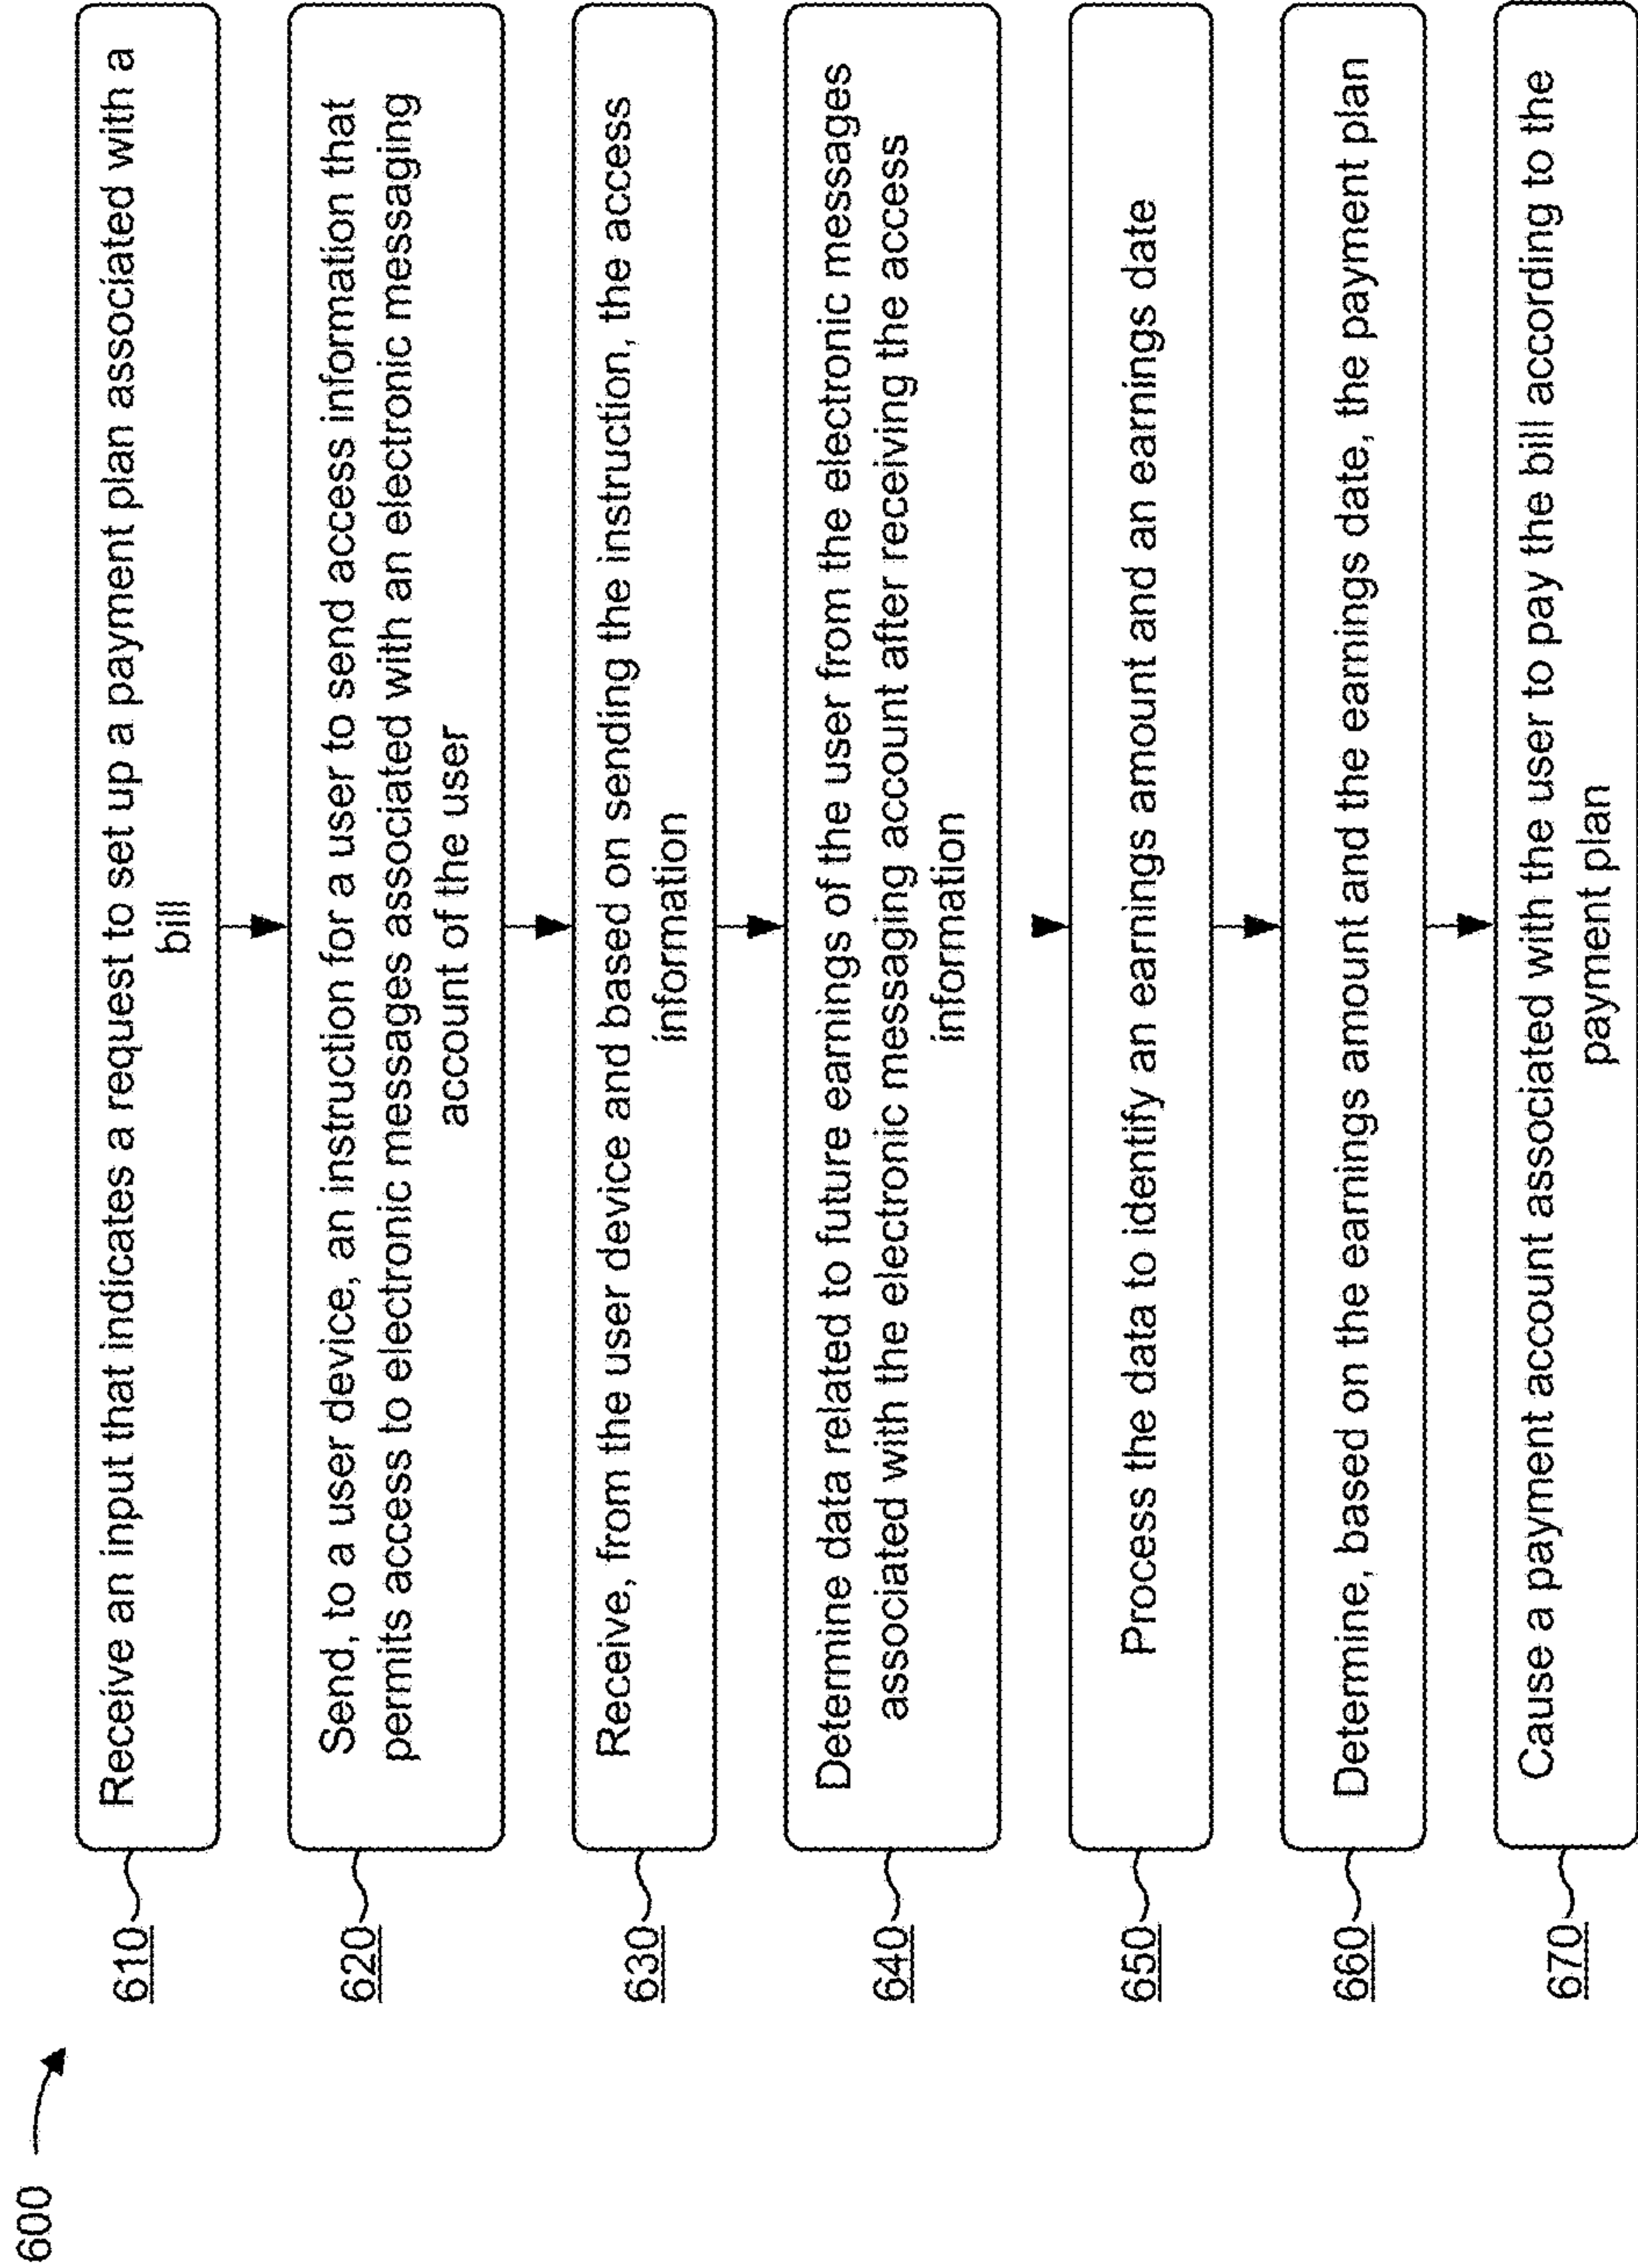 600
610
Receive an input that indicates a request to set up a payment plan associated with a
bill
620
Send, to a user device, an instruction for a user to send access information that
permits access to electronic messages associated with an electronic messaging
account of the user
630
Receive, from the user device and based on sending the instruction, the access
information
640
Determine data related to future earnings of the user from the electronic messages
associated with the electronic messaging account after receiving the access
information
650
Process the data to identify an earnings amount and an earnings date
660
Determine, based on the earnings amount and the earnings date, the payment plan
670
Cause a payment account associated with the user to pay the bill according to the
payment plan